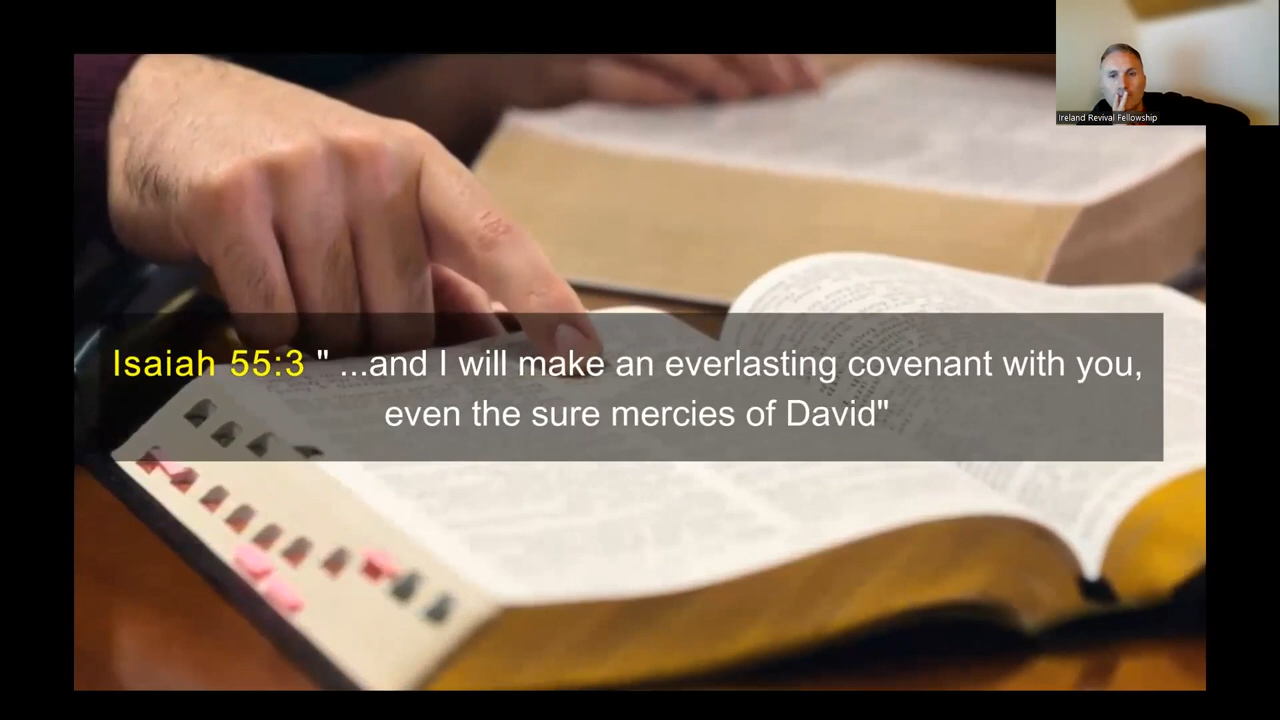 Ireland Revival Fellowship
Isaiah 55:3 " ...and I will make an everlasting covenant with you,
even the sure mercies of David"